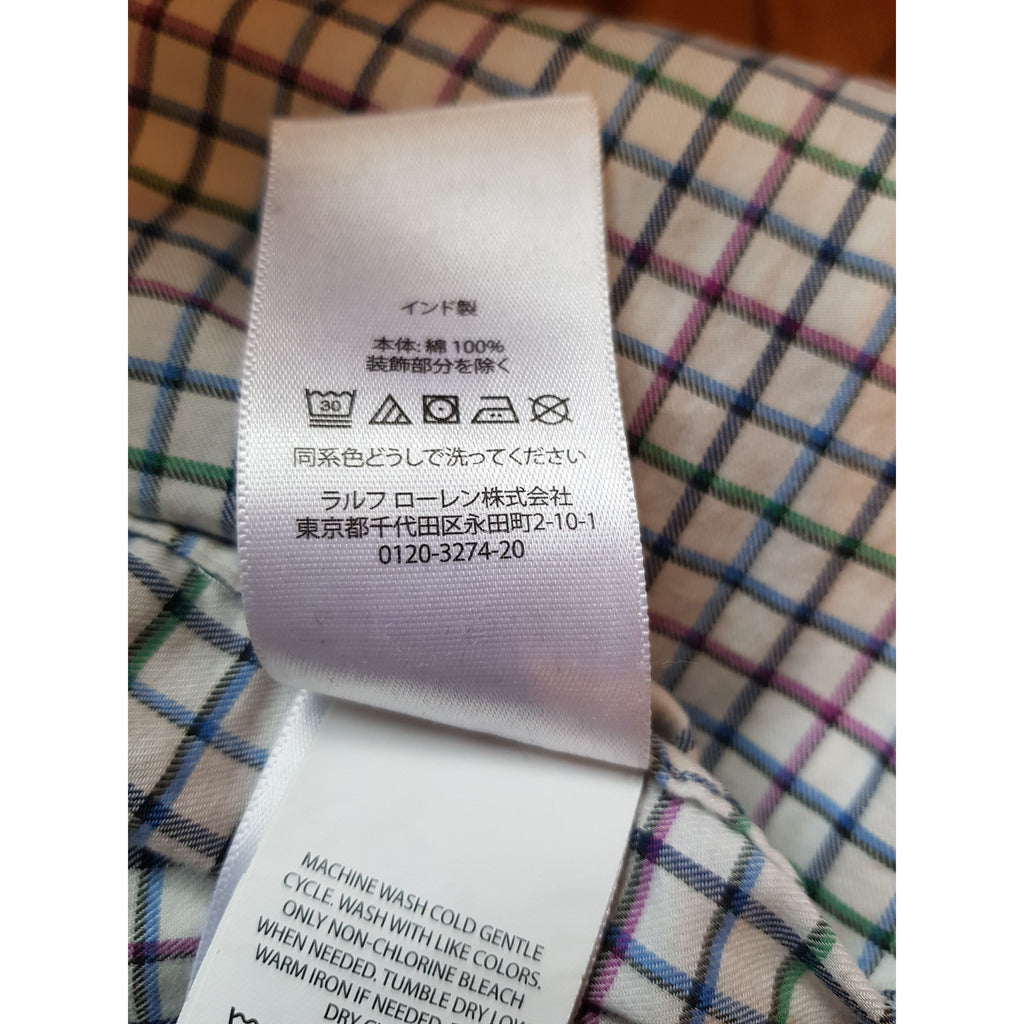 インド製
本体: 綿 100%
装飾部分を除く
30
同系色どうしで洗ってください
ラルフ ローレン株式会社
東京都千代田区永田町2-10-1
0120-3274-20
MACHINE WASH COLD GENTLE
CYCLE. WASH WITH LIKE COLORS.
ONLY NON-CHLORINE BLEACH
WHEN NEEDED. TUMBLE DRY LOW
WARM IRON IF NEEDED.
DRY